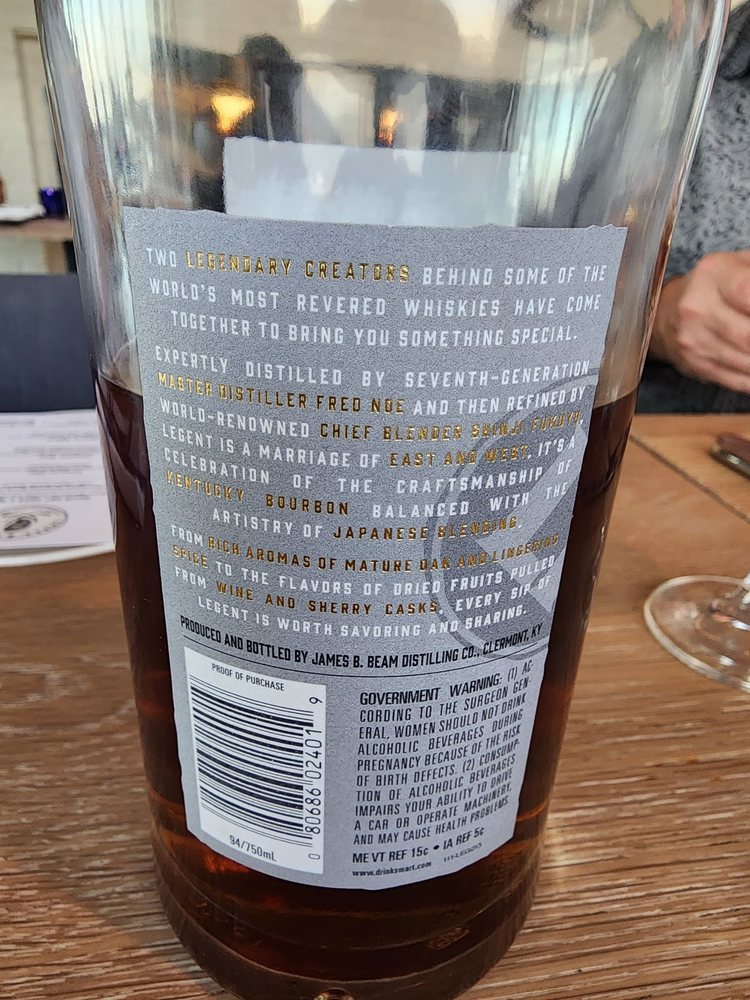 TWO LEGENDARY CREATORS BEHIND SOME OF THE
WORLD'S MOST REVERED WHISKIES HAVE COME
TOGETHER TO BRING YOU SOMETHING SPECIAL.
EXPERTLY DISTILLED BY SEVENTH-GENERATION
MASTER DISTILLER FRED NOE AND THEN REFINED BY
WORLD-RENOWNED CHIEF BLENDER SHINJI FUKUYO,
LEGENT IS A MARRIAGE OF EAST AND WEST. IT'S A
CELEBRATION OF THE CRAFTSMANSHIP OF
KENTUCKY BOURBON BALANCED WITH THE
ARTISTRY OF JAPANESE BLENDING.
FROM RICH AROMAS OF MATURE OAK AND LINGERING
SPICE TO THE FLAVORS OF DRIED FRUITS PULLED
FROM WINE AND SHERRY CASKS, EVERY SIP OF
LEGENT IS WORTH SAVORING AND SHARING.
PRODUCED AND BOTTLED BY JAMES B. BEAM DISTILLING CO., CLERMONT, KY
PROOF OF PURCHASE
0 80686 02401 9
94/750mL
GOVERNMENT WARNING: (1) AC-
CORDING TO THE SURGEON GEN-
ERAL, WOMEN SHOULD NOT DRINK
ALCOHOLIC BEVERAGES DURING
PREGNANCY BECAUSE OF THE RISK
OF BIRTH DEFECTS. (2) CONSUMP-
TION OF ALCOHOLIC BEVERAGES
IMPAIRS YOUR ABILITY TO DRIVE
A CAR OR OPERATE MACHINERY,
AND MAY CAUSE HEALTH PROBLEMS.
ME VT REF 15c • IA REF 5c
www.drinksmart.com